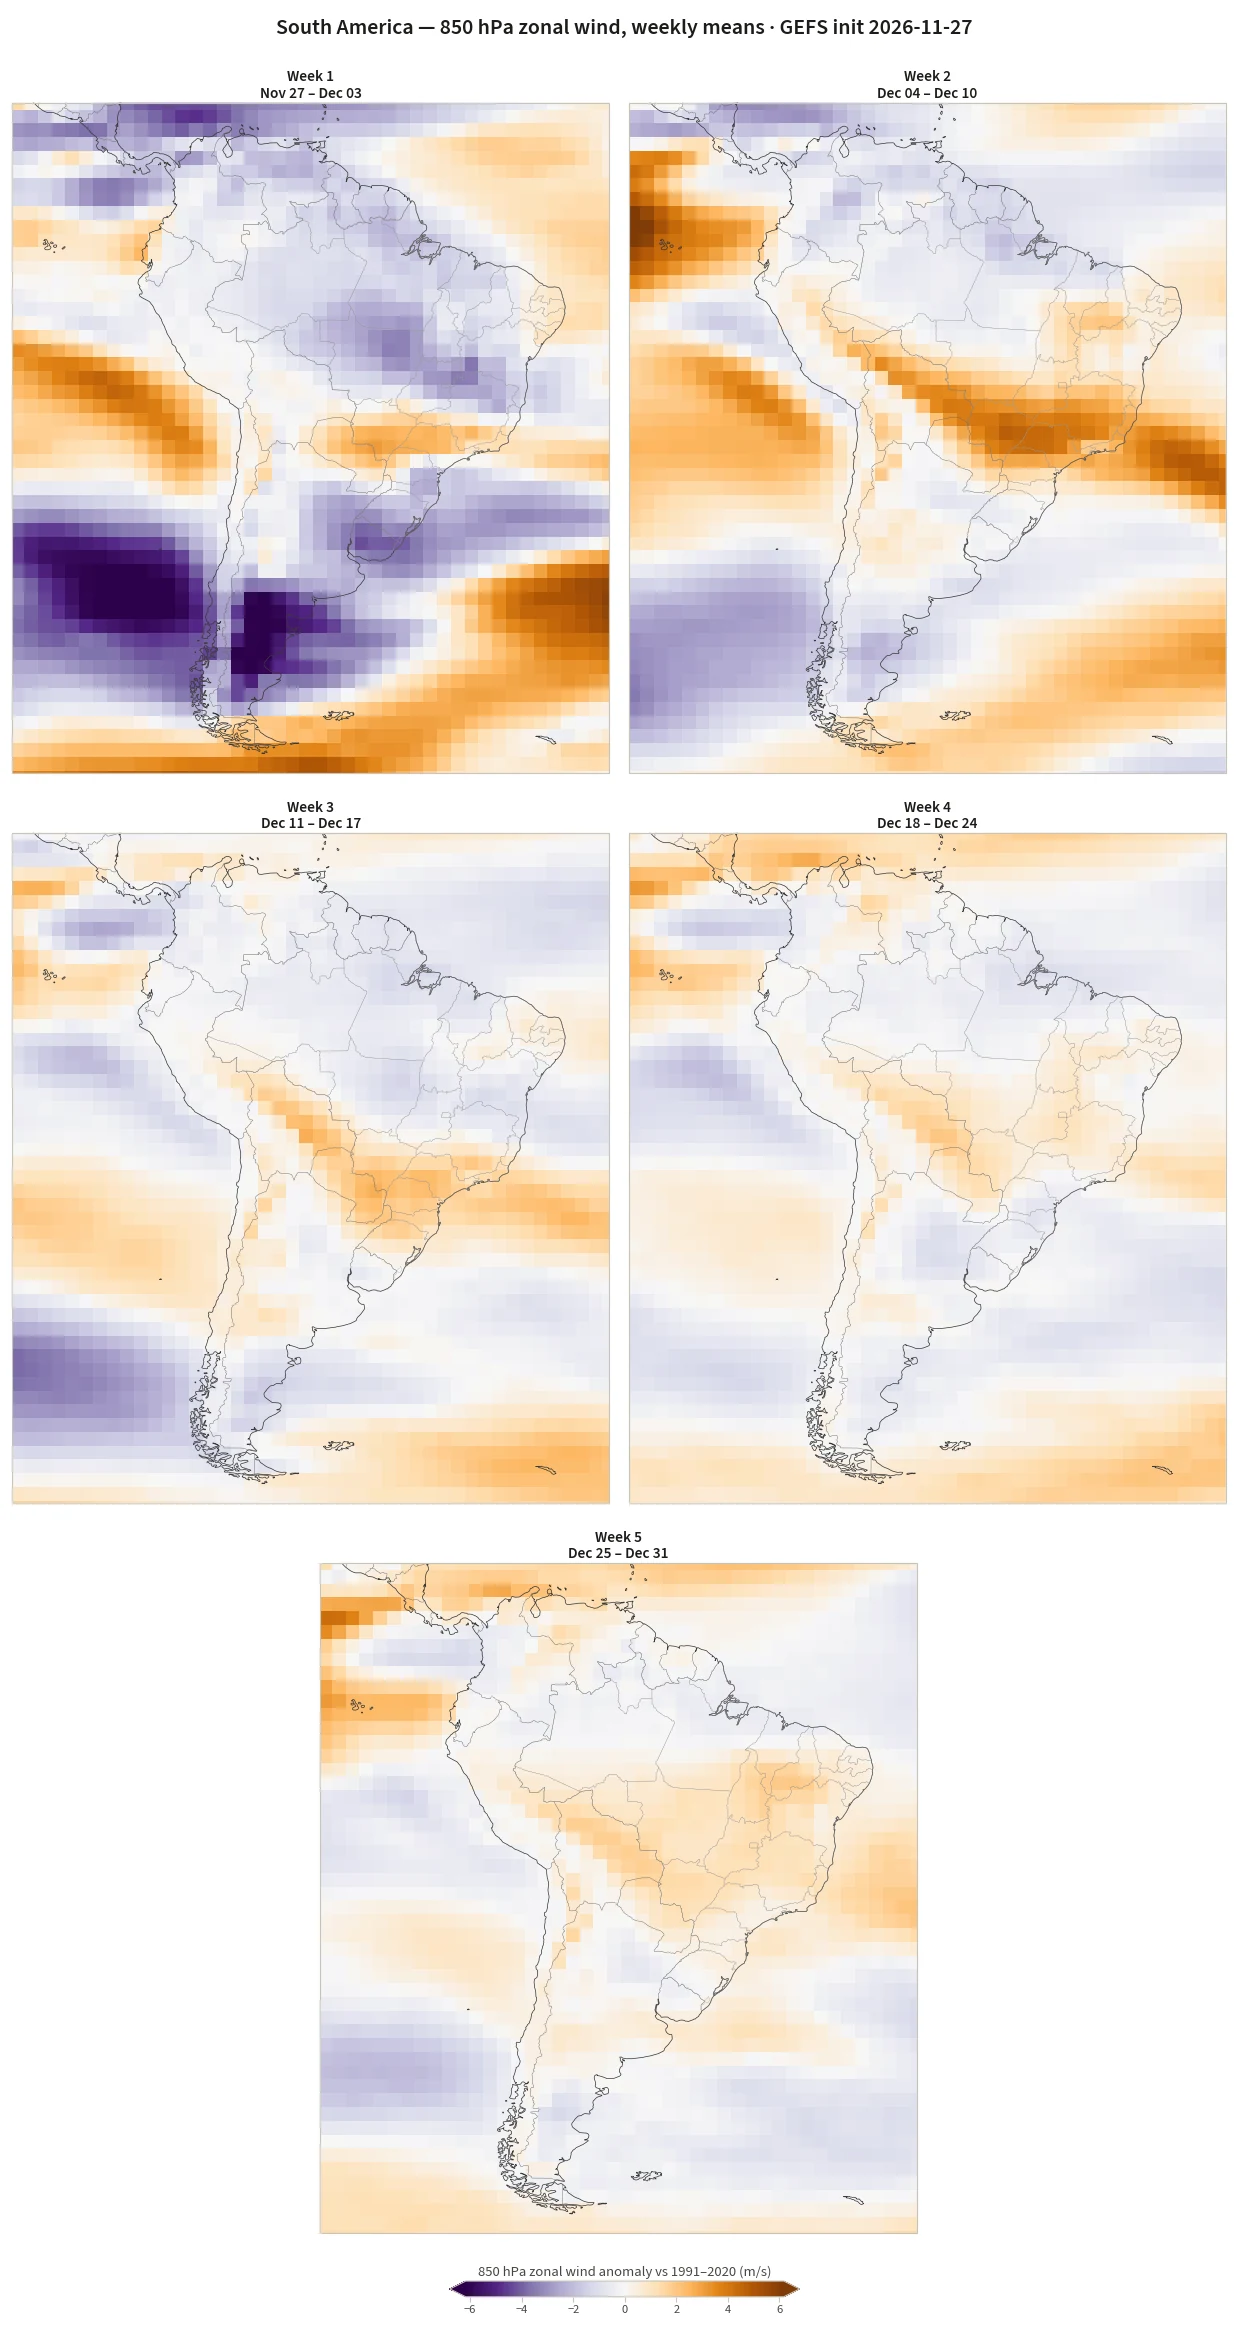 South America — 850 hPa zonal wind, weekly means · GEFS init 2026-11-27
Week 1
Nov 27 – Dec 03
Week 2
Dec 04 – Dec 10
Week 3
Dec 11 – Dec 17
Week 4
Dec 18 – Dec 24
Week 5
Dec 25 – Dec 31
850 hPa zonal wind anomaly vs 1991–2020 (m/s)
−6 −4 −2 0 2 4 6